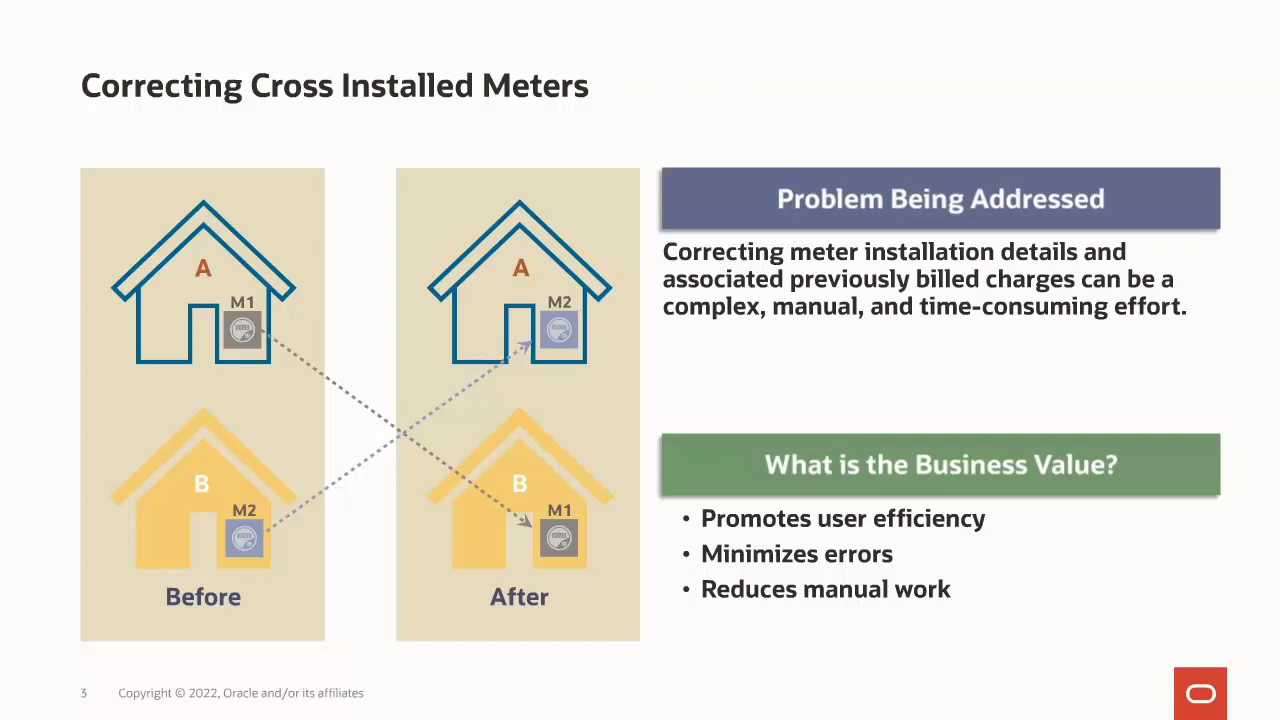 Correcting Cross Installed Meters
A
M1
B
M2
Before
A
M2
B
M1
After
Problem Being Addressed
Correcting meter installation details and
associated previously billed charges can be a
complex, manual, and time-consuming effort.
What is the Business Value?
• Promotes user efficiency
• Minimizes errors
• Reduces manual work
3 Copyright © 2022, Oracle and/or its affiliates